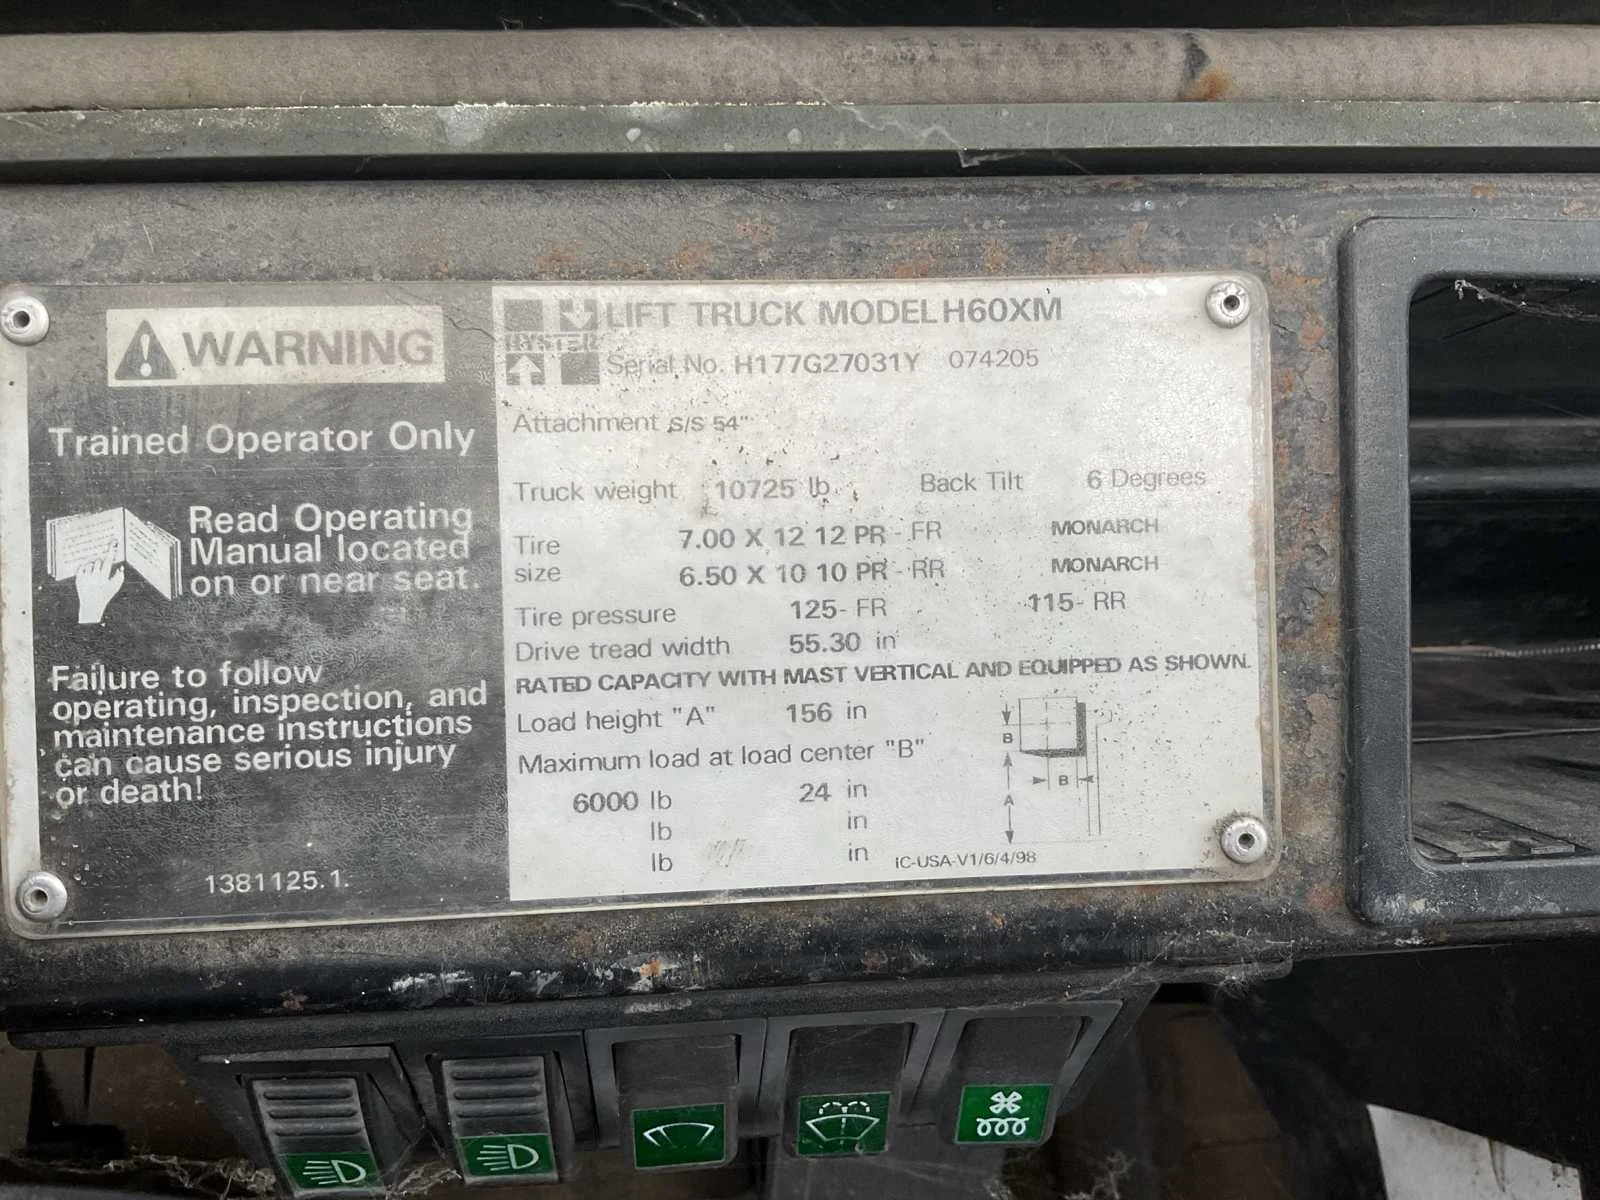 WARNING
Trained Operator Only
Read Operating
Manual located
on or near seat.
Failure to follow
operating, inspection, and
maintenance instructions
can cause serious injury
or death!
1381125.1.
HYSTER
LIFT TRUCK MODEL H60XM
Serial No. H177G27031Y 074205
Attachment S/S 54"
Truck weight 10725 lb. Back Tilt 6 Degrees
Tire 7.00 X 12 12 PR - FR MONARCH
size 6.50 X 10 10 PR - RR MONARCH
Tire pressure 125- FR 115- RR
Drive tread width 55.30 in
RATED CAPACITY WITH MAST VERTICAL AND EQUIPPED AS SHOWN.
Load height "A" 156 in
Maximum load at load center "B"
6000 lb 24 in
lb in
lb in
B
B
A
IC-USA-V1/6/4/98